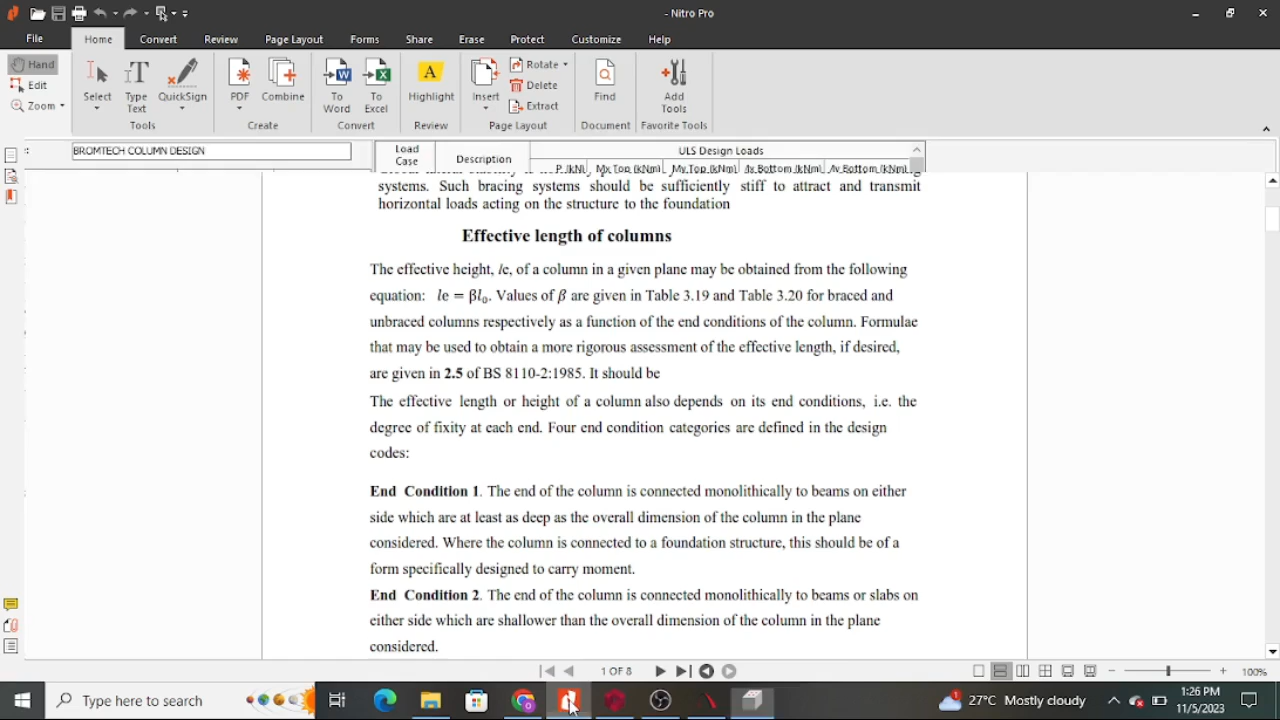 - Nitro Pro
File Home Convert Review Page Layout Forms Share Erase Protect Customize Help
Hand
Edit
Zoom
Select
Type Text
QuickSign
Tools
PDF
Combine
Create
To Word
To Excel
Convert
Highlight
Review
Insert
Rotate
Delete
Extract
Page Layout
Find
Document
Add Tools
Favorite Tools
BROMTECH COLUMN DESIGN
Load Case
Description
ULS Design Loads
P (kN) Mx Top (kNm) My Top (kNm) Mx Bottom (kNm) My Bottom (kNm)
systems. Such bracing systems should be sufficiently stiff to attract and transmit
horizontal loads acting on the structure to the foundation
Effective length of columns
The effective height, le, of a column in a given plane may be obtained from the following
equation: le = βl₀. Values of β are given in Table 3.19 and Table 3.20 for braced and
unbraced columns respectively as a function of the end conditions of the column. Formulae
that may be used to obtain a more rigorous assessment of the effective length, if desired,
are given in 2.5 of BS 8110-2:1985. It should be
The effective length or height of a column also depends on its end conditions, i.e. the
degree of fixity at each end. Four end condition categories are defined in the design
codes:
End Condition 1. The end of the column is connected monolithically to beams on either
side which are at least as deep as the overall dimension of the column in the plane
considered. Where the column is connected to a foundation structure, this should be of a
form specifically designed to carry moment.
End Condition 2. The end of the column is connected monolithically to beams or slabs on
either side which are shallower than the overall dimension of the column in the plane
considered.
1 OF 8
100%
Type here to search
27°C Mostly cloudy
1:26 PM
11/5/2023